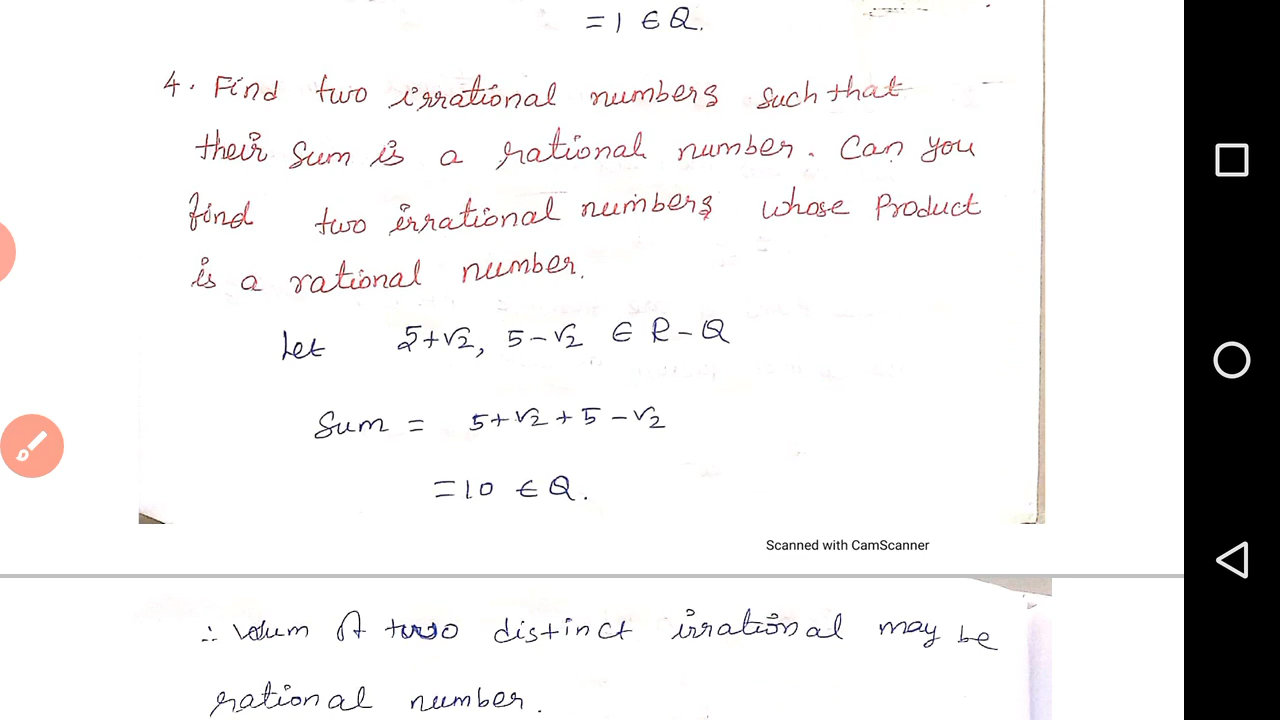 = 1 ∈ Q.
4. Find two irrational numbers such that
their sum is a rational number. Can you
find two irrational numbers whose Product
is a rational number.
Let 5+√2, 5-√2 ∈ R-Q
Sum = 5+√2+5-√2
=10 ∈ Q.
Scanned with CamScanner
∴ two distinct irrational may be
rational number.